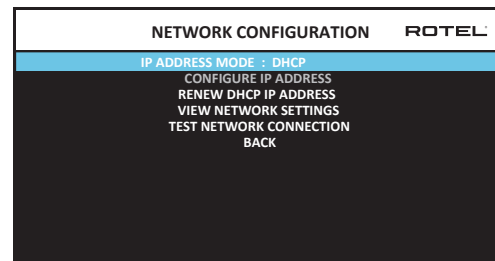 NETWORK CONFIGURATION
ROTEL
IP ADDRESS MODE : DHCP
CONFIGURE IP ADDRESS
RENEW DHCP IP ADDRESS
VIEW NETWORK SETTINGS
TEST NETWORK CONNECTION
BACK